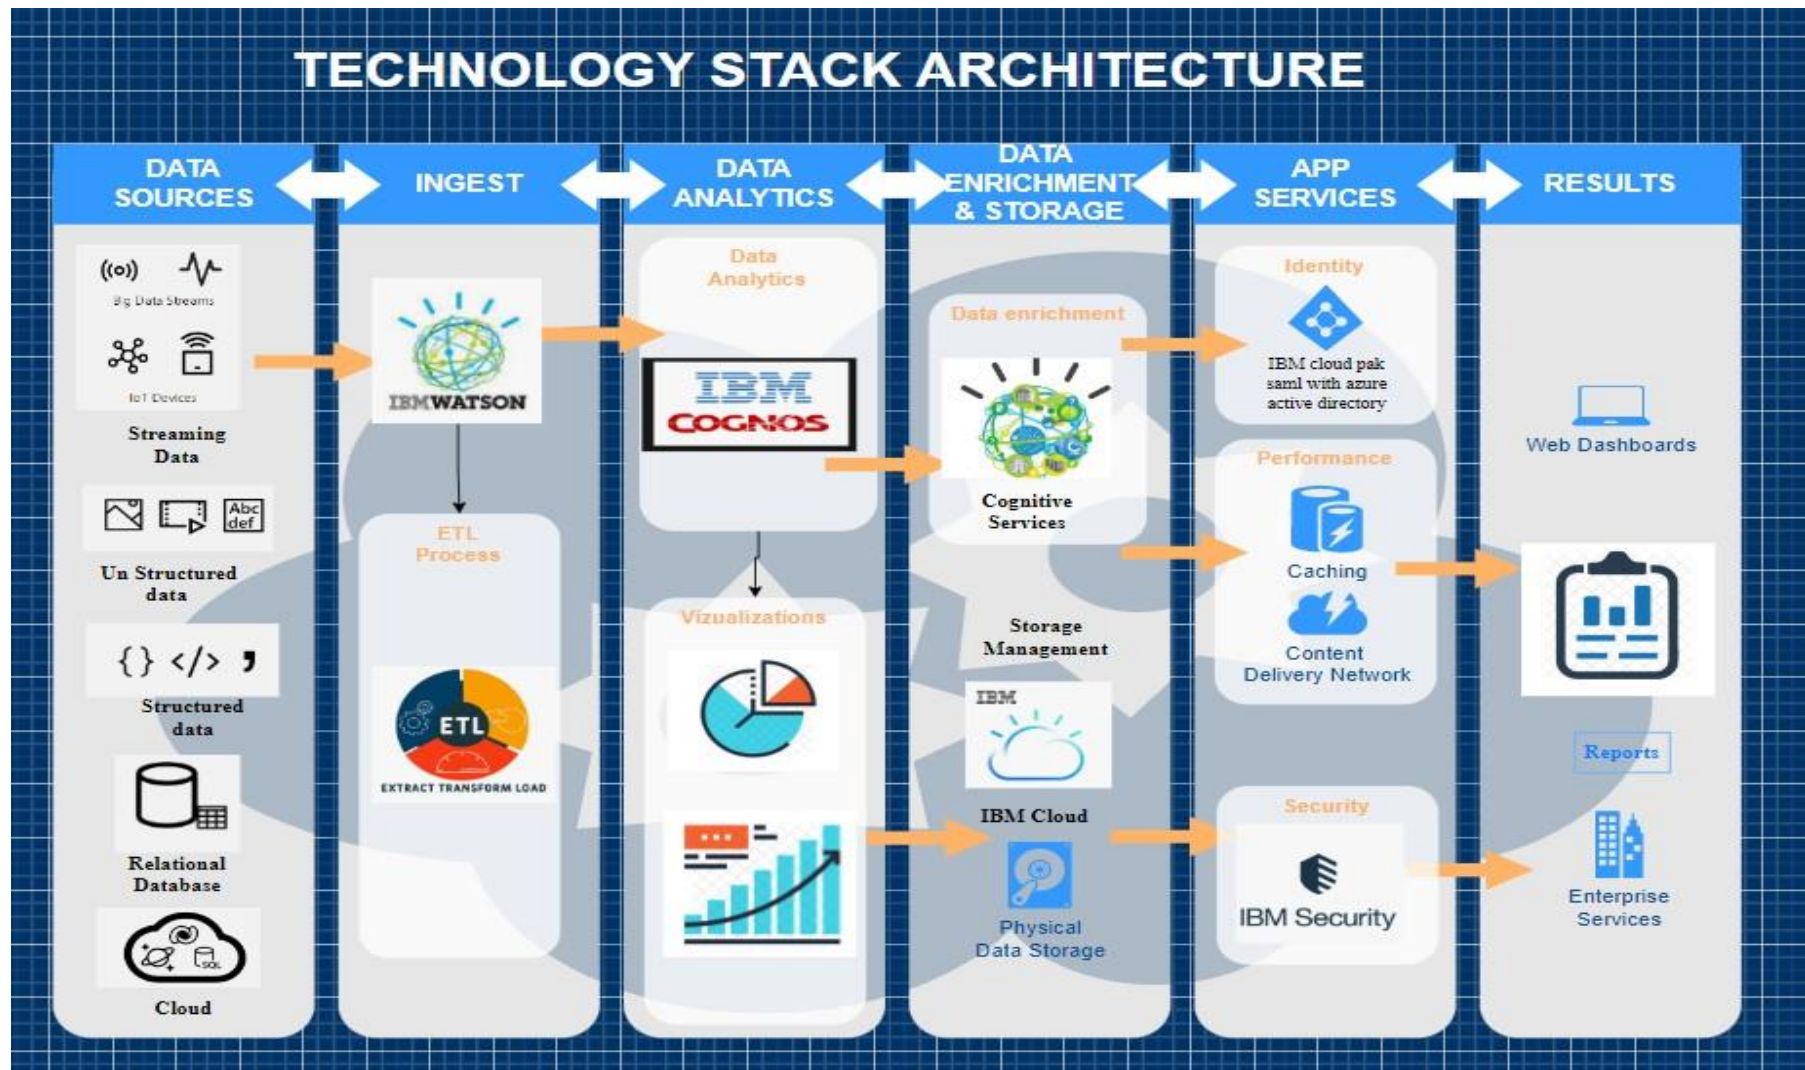 TECHNOLOGY STACK ARCHITECTURE
DATA
SOURCES
INGEST
DATA
ANALYTICS
DATA
ENRICHMENT
& STORAGE
APP
SERVICES
RESULTS
((o))
Big Data Streams
IoT Devices
Streaming
Data
Abc
def
Un Structured
data
{ } </> ,
Structured
data
Relational
Database
SQL
Cloud
IBMWATSON
ETL
Process
ETL
EXTRACT TRANSFORM LOAD
Data
Analytics
IBM
COGNOS
Vizualizations
Data enrichment
Cognitive
Services
Storage
Management
IBM
IBM Cloud
Physical
Data Storage
Identity
IBM cloud pak
saml with azure
active directory
Performance
Caching
Content
Delivery Network
Security
IBM Security
Web Dashboards
Reports
Enterprise
Services